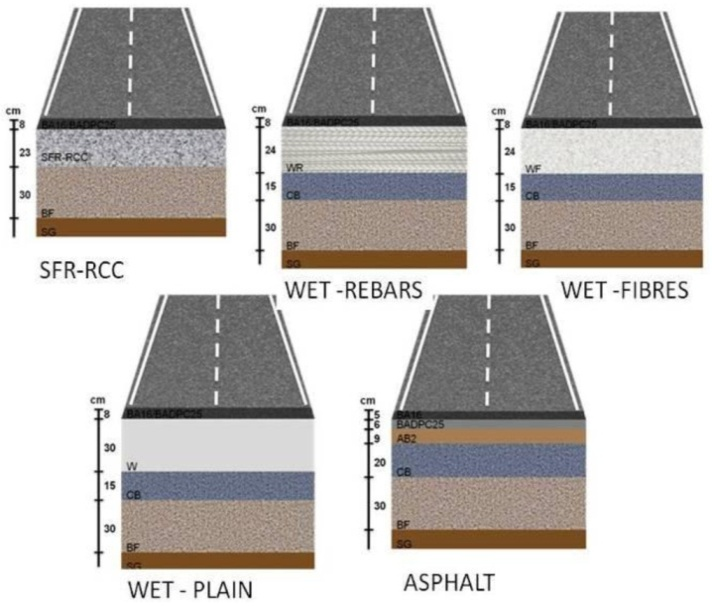 cm
8
BA16/BADPC25
23
SFR-RCC
30
BF
SG
SFR-RCC
cm
8
BA16/BADPC25
24
WR
15
CB
30
BF
SG
WET -REBARS
cm
8
BA16/BADPC25
24
WF
15
CB
30
BF
SG
WET -FIBRES
cm
8
BA16/BADPC25
30
W
15
CB
30
BF
SG
WET - PLAIN
cm
5
BA16
6
BADPC25
9
AB2
20
CB
30
BF
SG
ASPHALT